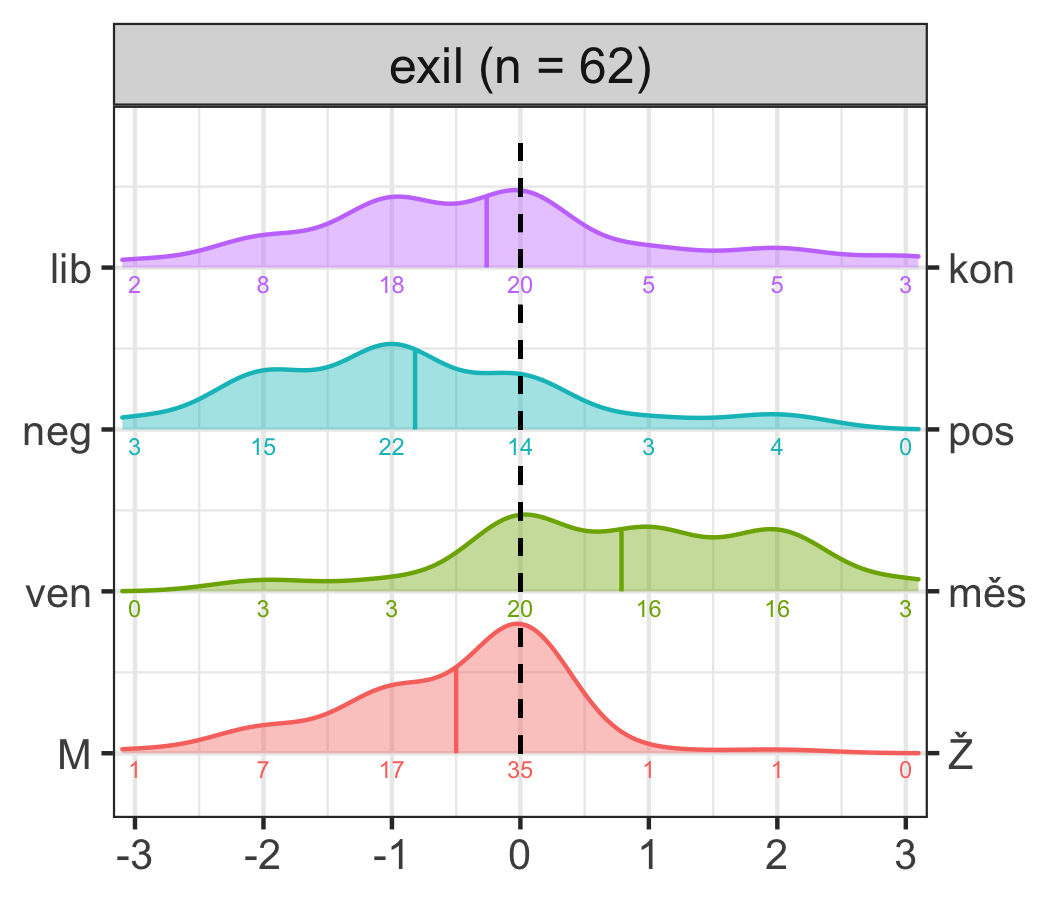 exil (n = 62)
lib kon
2 8 18 20 5 5 3
neg pos
3 15 22 14 3 4 0
ven měs
0 3 3 20 16 16 3
M Ž
1 7 17 35 1 1 0
-3 -2 -1 0 1 2 3